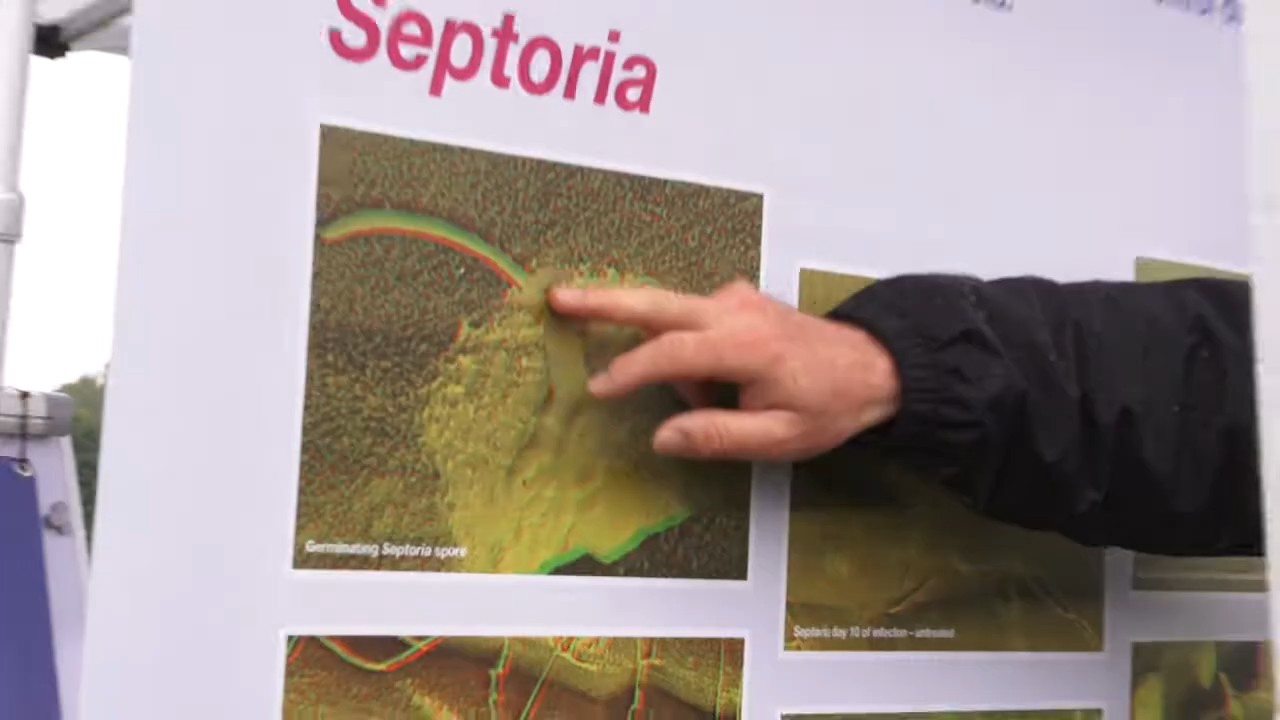 Septoria
Germinating Septoria spore
Septoria day 10 of infection – untreated